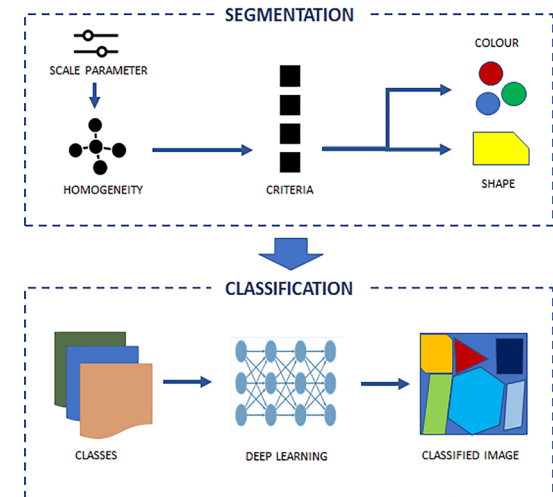 SEGMENTATION
COLOUR
SCALE PARAMETER
HOMOGENEITY
CRITERIA
SHAPE
CLASSIFICATION
CLASSES
DEEP LEARNING
CLASSIFIED IMAGE